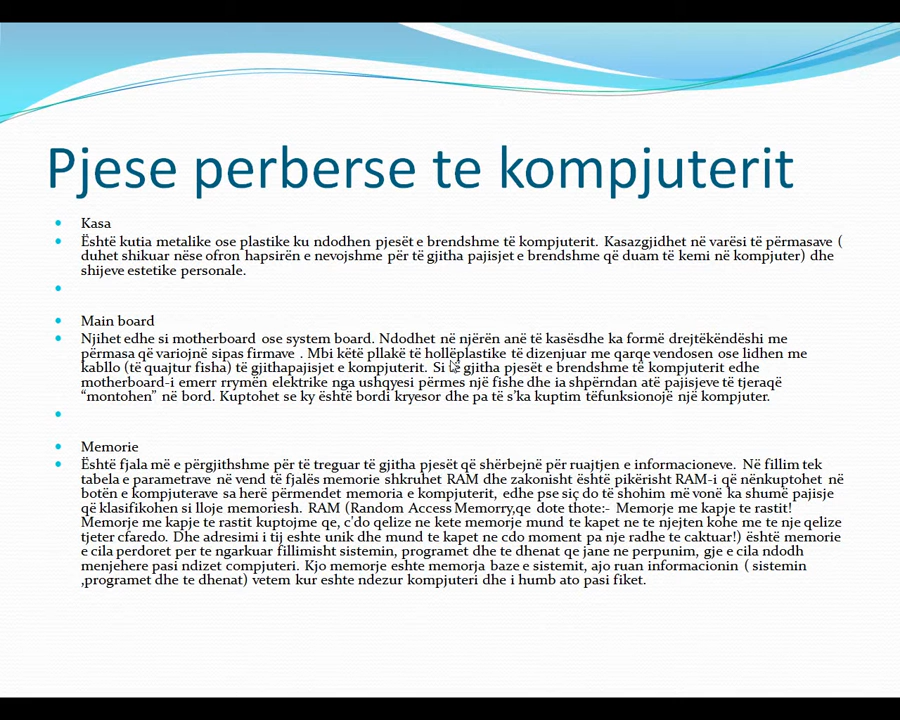 Pjese perberse te kompjuterit
Kasa
Është kutia metalike ose plastike ku ndodhen pjesët e brendshme të kompjuterit. Kasazgjidhet në varësi të përmasave (
duhet shikuar nëse ofron hapsirën e nevojshme për të gjitha pajisjet e brendshme që duam të kemi në kompjuter) dhe
shijeve estetike personale.
Main board
Njihet edhe si motherboard ose system board. Ndodhet në njërën anë të kasësdhe ka formë drejtëkëndëshi me
përmasa që variojnë sipas firmave . Mbi këtë pllakë të hollëplastike të dizenjuar me qarqe vendosen ose lidhen me
kabllo (të quajtur fisha) të gjithapajisjet e kompjuterit. Si të gjitha pjesët e brendshme të kompjuterit edhe
motherboard-i emerr rrymën elektrike nga ushqyesi përmes një fishe dhe ia shpërndan atë pajisjeve të tjeraqë
“montohen” në bord. Kuptohet se ky është bordi kryesor dhe pa të s’ka kuptim tëfunksionojë një kompjuter.
Memorie
Është fjala më e përgjithshme për të treguar të gjitha pjesët që shërbejnë për ruajtjen e informacioneve. Në fillim tek
tabela e parametrave në vend të fjalës memorie shkruhet RAM dhe zakonisht është pikërisht RAM-i që nënkuptohet në
botën e kompjuterave sa herë përmendet memoria e kompjuterit, edhe pse siç do të shohim më vonë ka shumë pajisje
që klasifikohen si lloje memoriesh. RAM (Random Access Memorry,qe dote thote:- Memorje me kapje te rastit!
Memorje me kapje te rastit kuptojme qe, c’do qelize ne kete memorje mund te kapet ne te njejten kohe me te nje qelize
tjeter cfaredo. Dhe adresimi i tij eshte unik dhe mund te kapet ne cdo moment pa nje radhe te caktuar!) është memorie
e cila perdoret per te ngarkuar fillimisht sistemin, programet dhe te dhenat qe jane ne perpunim, gje e cila ndodh
menjehere pasi ndizet compjuteri. Kjo memorje eshte memorja baze e sistemit, ajo ruan informacionin ( sistemin
,programet dhe te dhenat) vetem kur eshte ndezur kompjuteri dhe i humb ato pasi fiket.